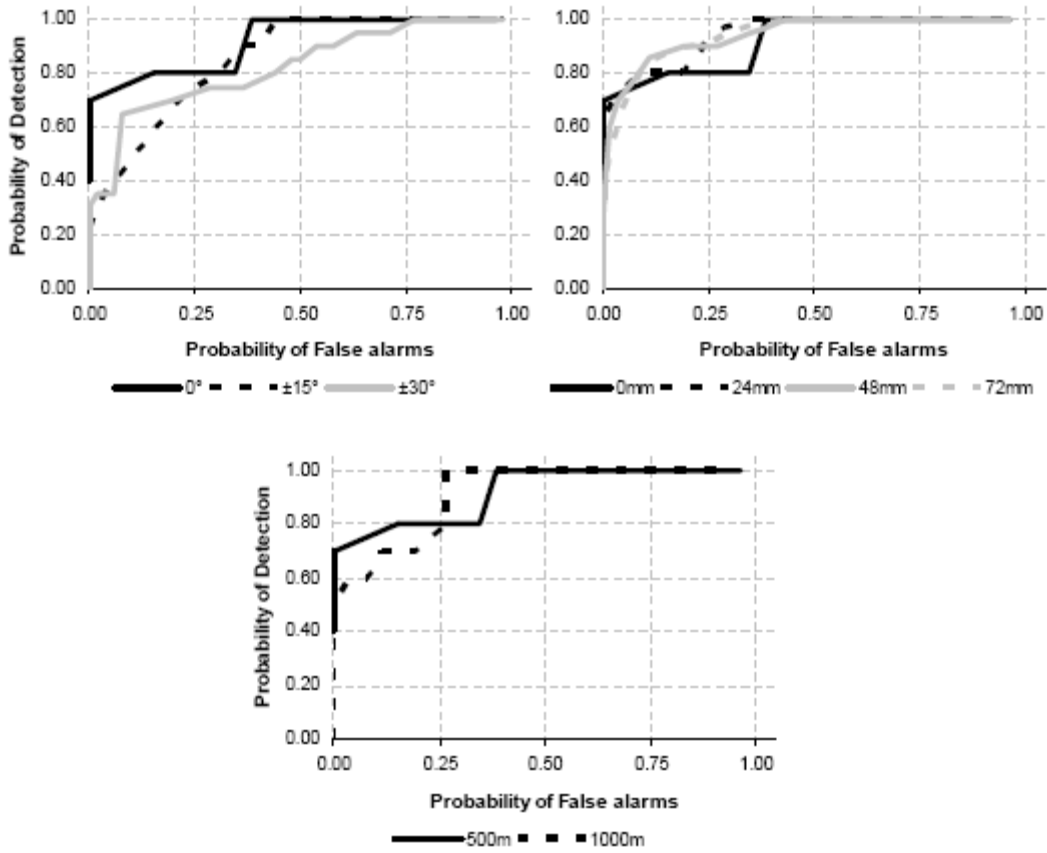 1.00 1.00
0.80 0.80
0.60 0.60
0.40 0.40
0.20 0.20
0.00 0.00
Probability of Detection
0.00 0.25 0.50 0.75 1.00 0.00 0.25 0.50 0.75 1.00
Probability of False alarms Probability of False alarms
0° ±15° ±30° 0mm 24mm 48mm 72mm
1.00
0.80
0.60
0.40
0.20
0.00
Probability of Detection
0.00 0.25 0.50 0.75 1.00
Probability of False alarms
500m 1000m